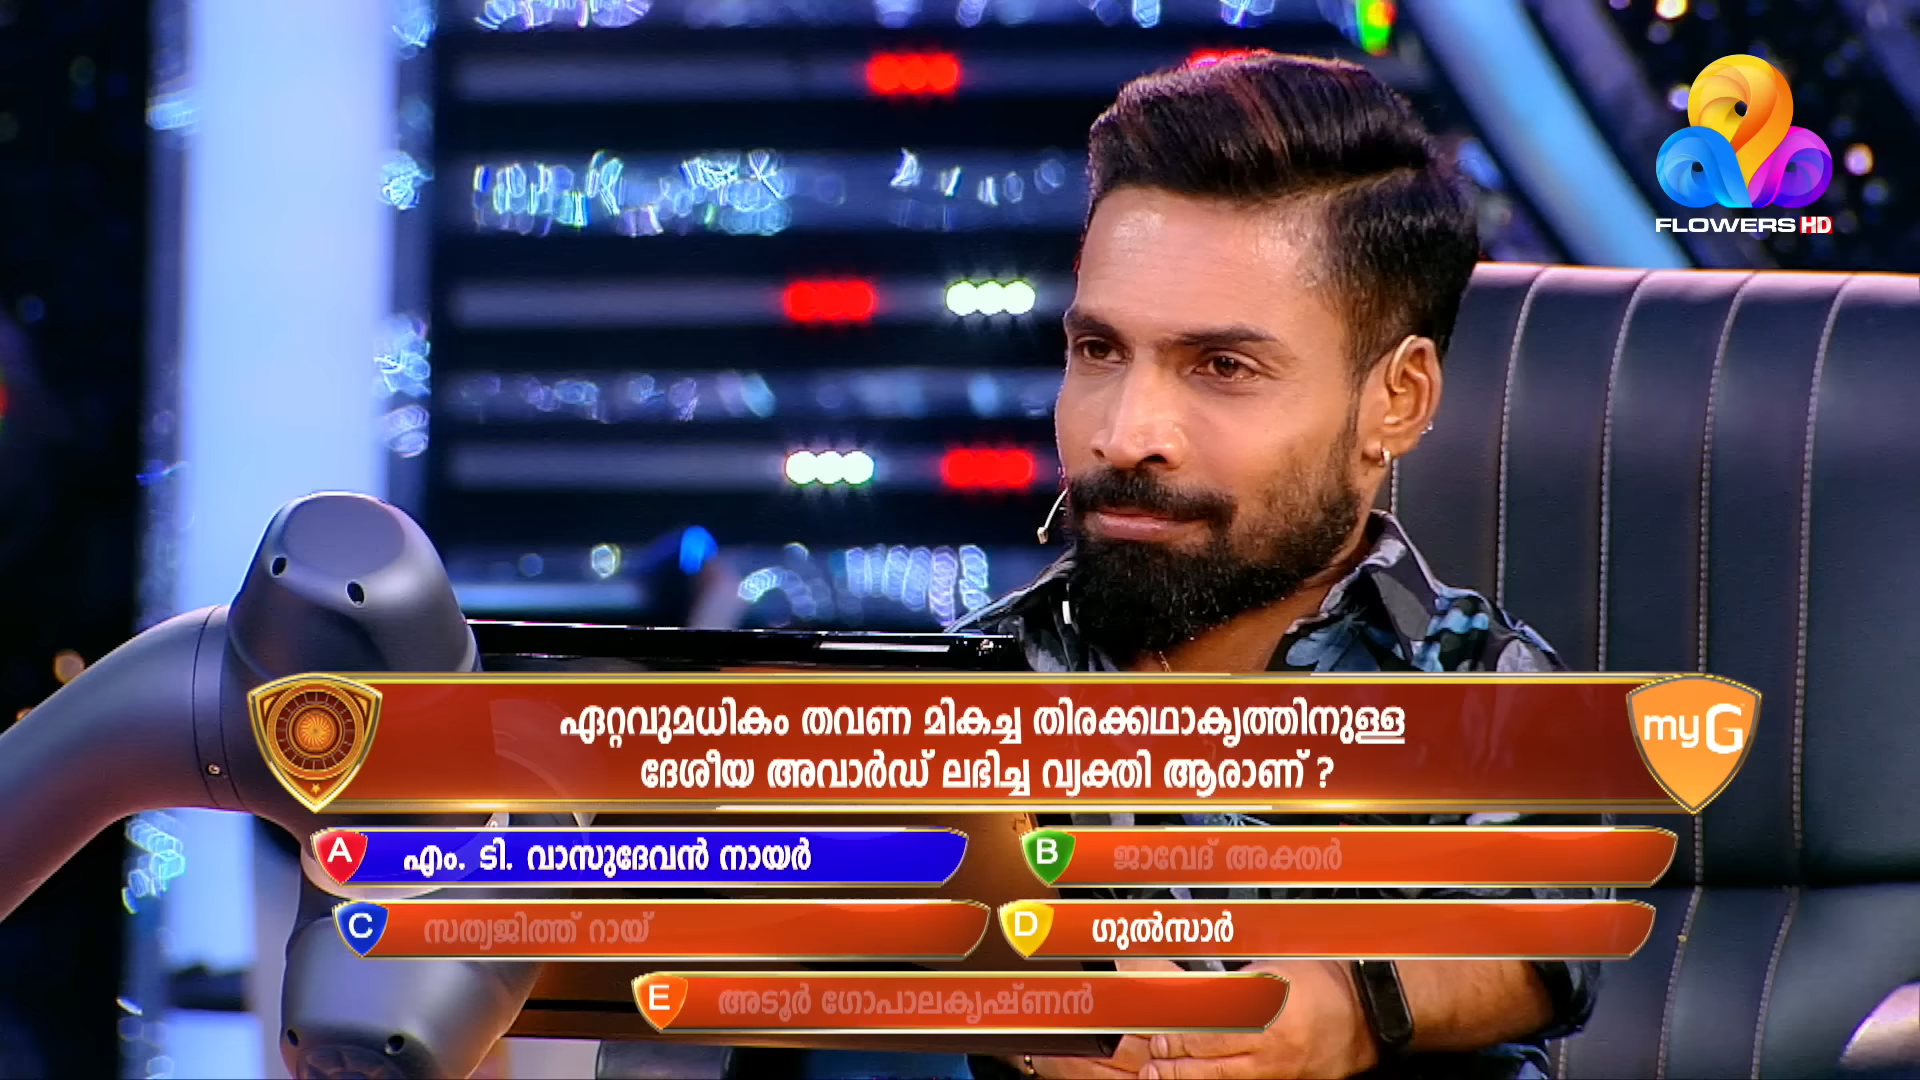 FLOWERS HD
ഏറ്റവുമധികം തവണ മികച്ച തിരക്കഥാകൃത്തിനുള്ള
ദേശീയ അവാർഡ് ലഭിച്ച വ്യക്തി ആരാണ് ?
myG
A എം. ടി. വാസുദേവൻ നായർ
B ജാവേദ് അക്തർ
C സത്യജിത്ത് റായ്
D ഗുൽസാർ
E അടൂർ ഗോപാലകൃഷ്ണൻ